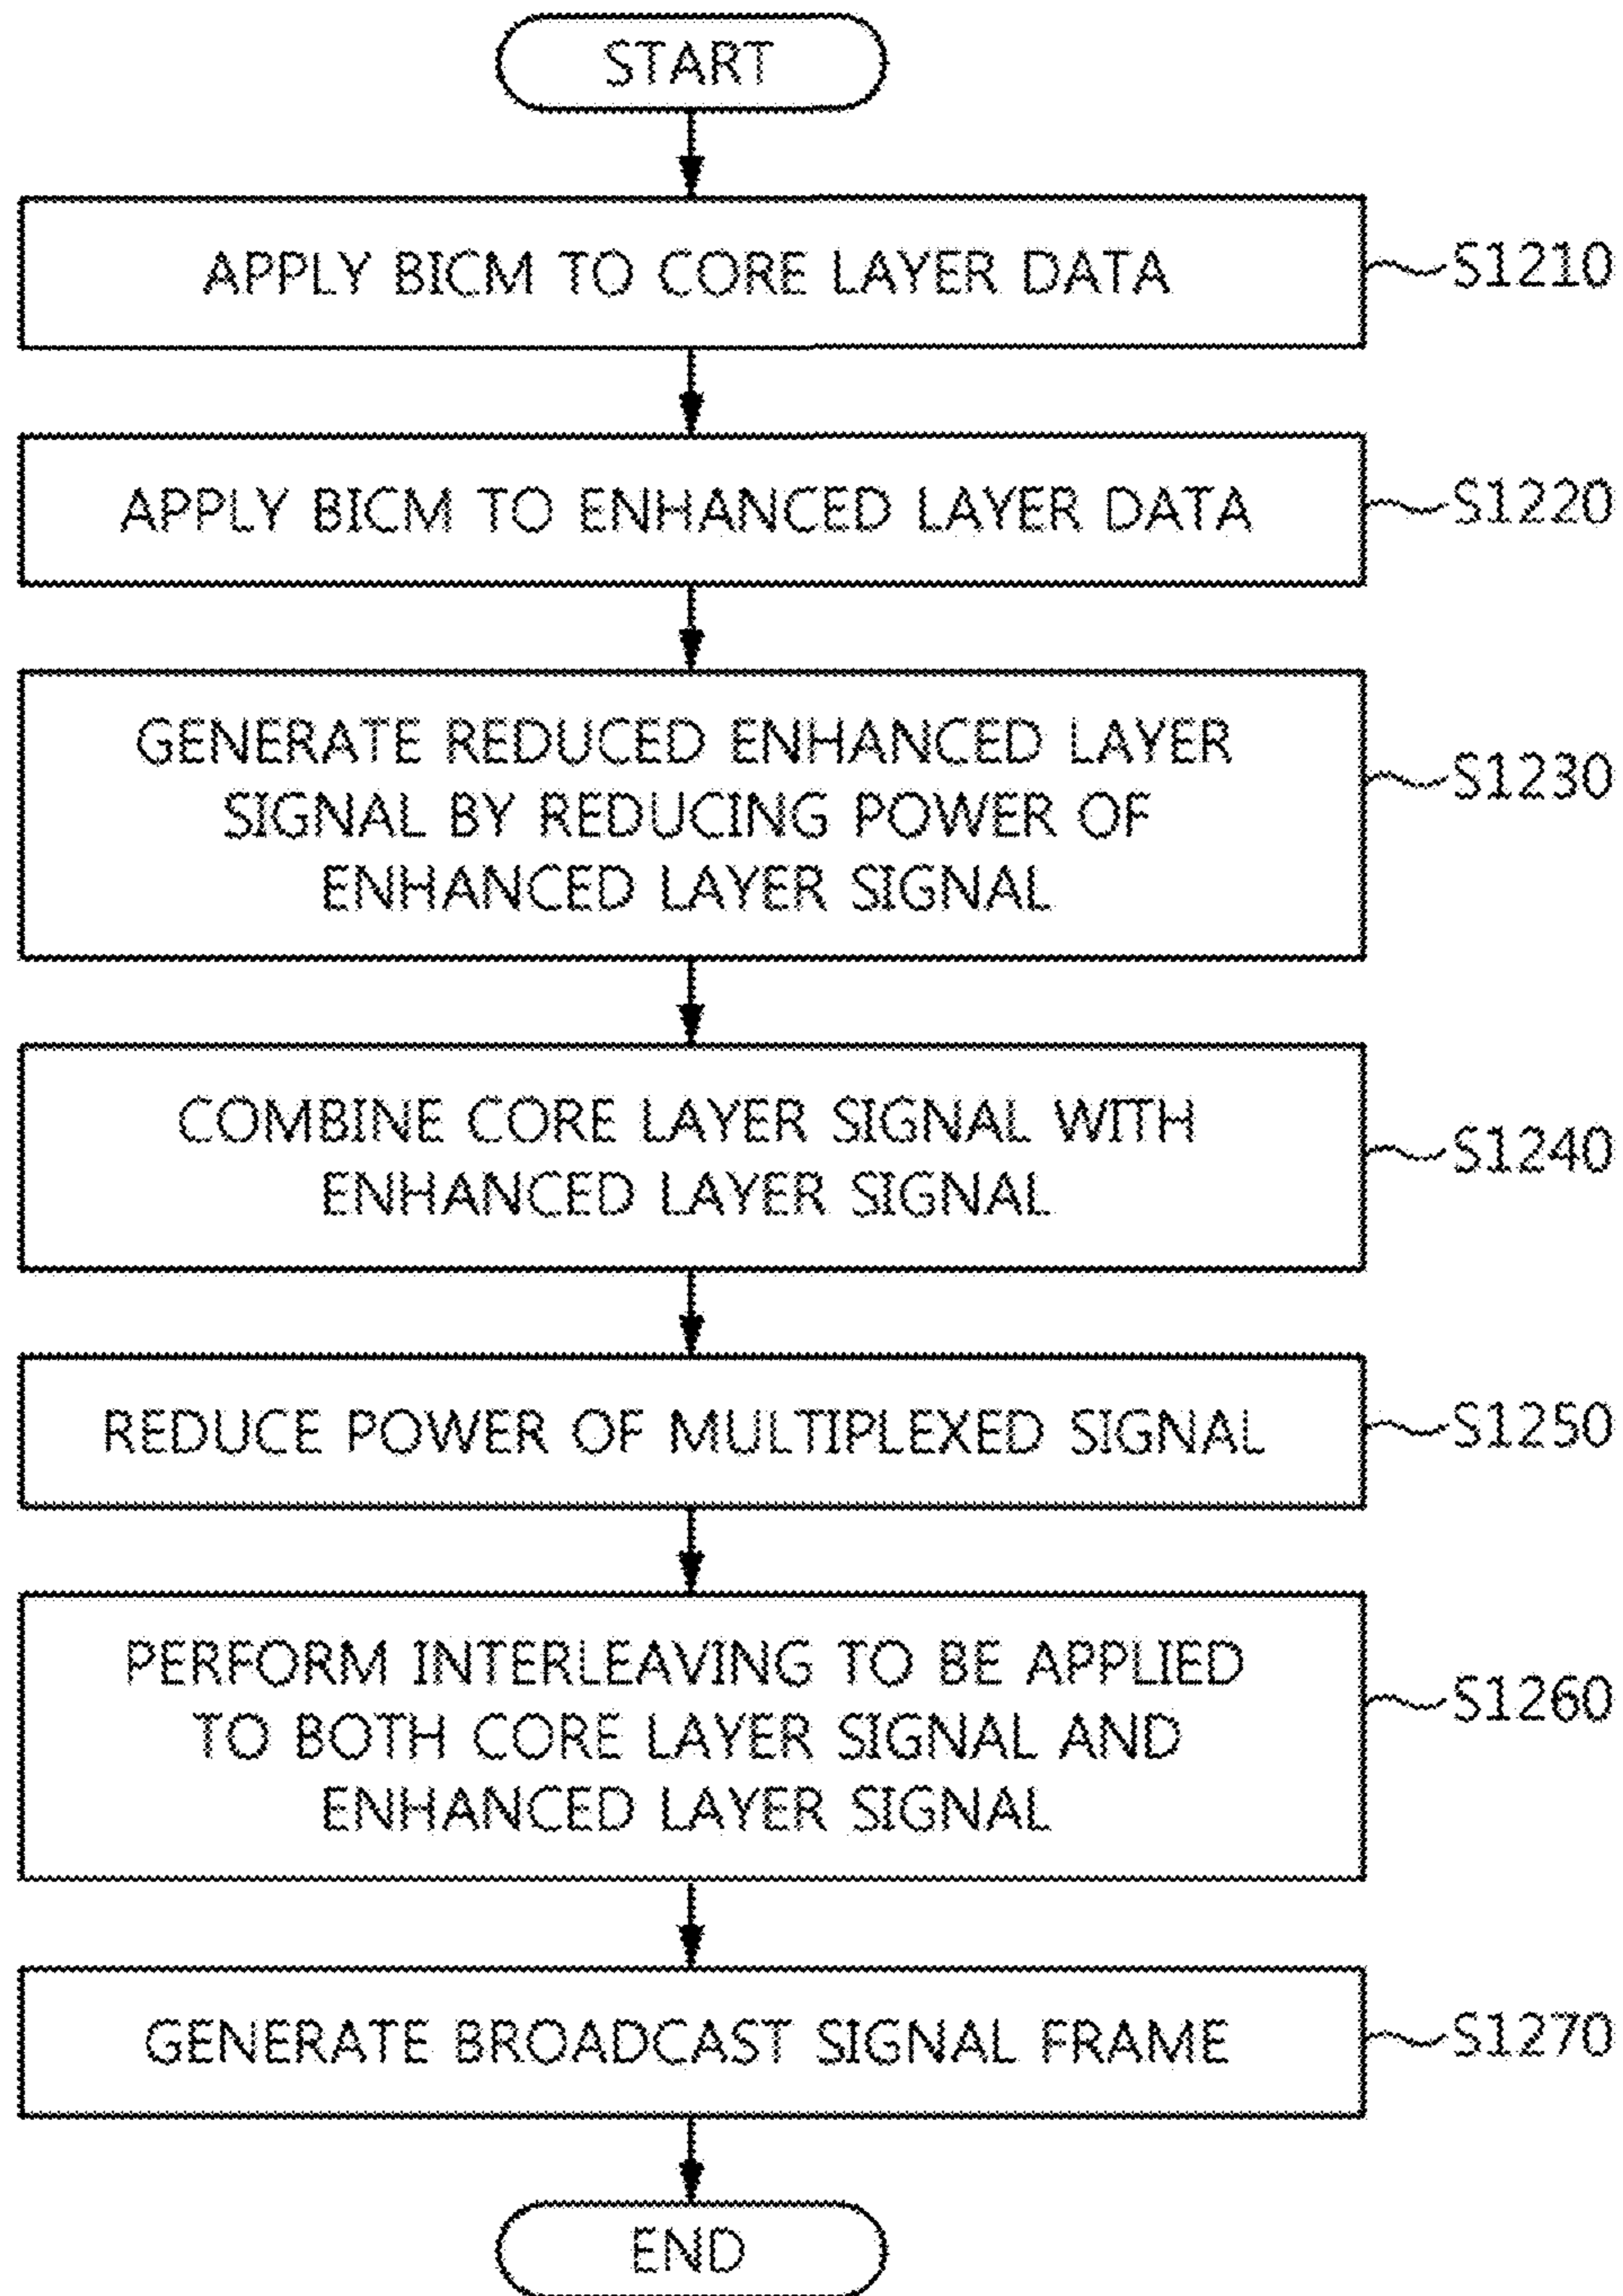 START
APPLY BICM TO CORE LAYER DATA
S1210
APPLY BICM TO ENHANCED LAYER DATA
S1220
GENERATE REDUCED ENHANCED LAYER
SIGNAL BY REDUCING POWER OF
ENHANCED LAYER SIGNAL
S1230
COMBINE CORE LAYER SIGNAL WITH
ENHANCED LAYER SIGNAL
S1240
REDUCE POWER OF MULTIPLEXED SIGNAL
S1250
PERFORM INTERLEAVING TO BE APPLIED
TO BOTH CORE LAYER SIGNAL AND
ENHANCED LAYER SIGNAL
S1260
GENERATE BROADCAST SIGNAL FRAME
S1270
END